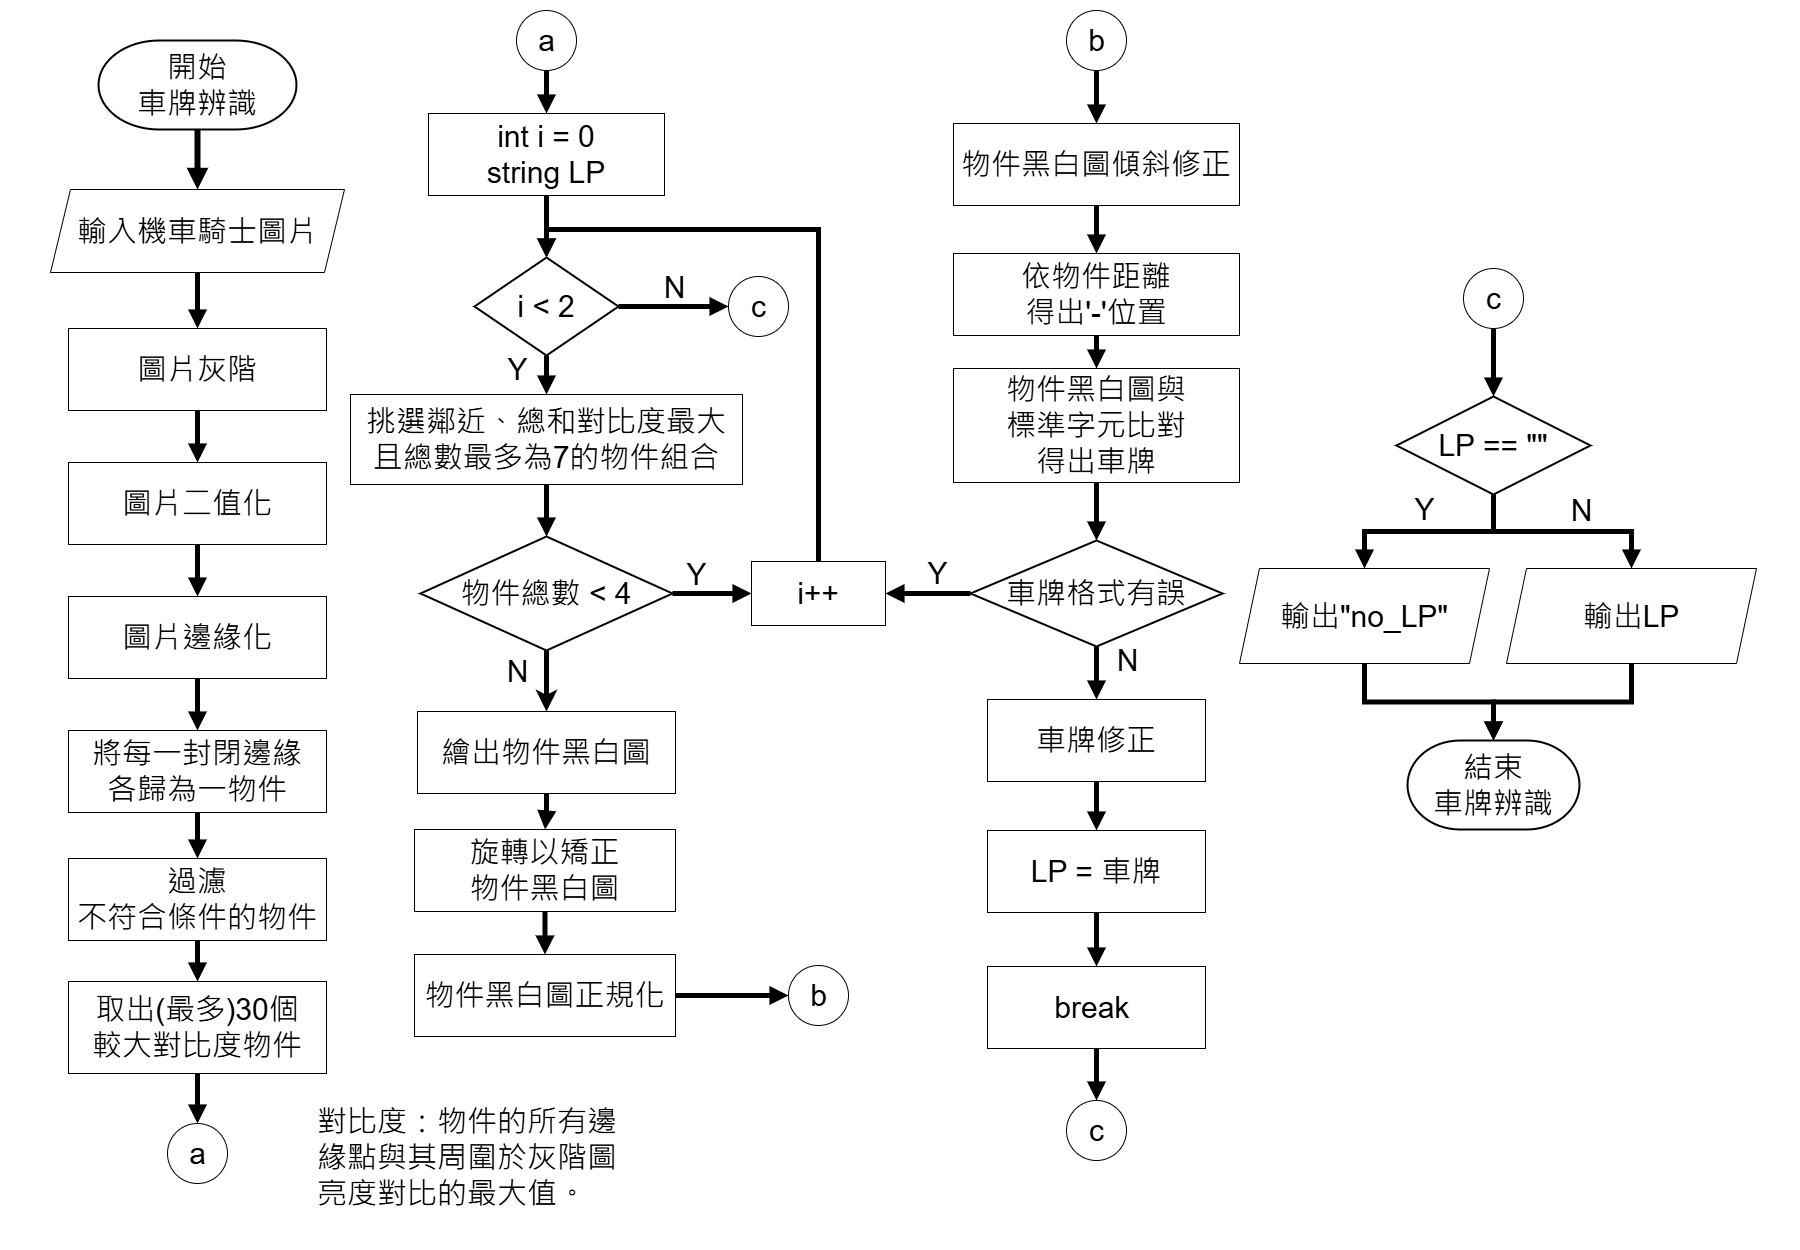 開始
車牌辨識
輸入機車騎士圖片
圖片灰階
圖片二值化
圖片邊緣化
將每一封閉邊緣
各歸為一物件
過濾
不符合條件的物件
取出(最多)30個
較大對比度物件
a
a
int i = 0
string LP
i < 2
N
c
Y
挑選鄰近、總和對比度最大
且總數最多為7的物件組合
物件總數 < 4
Y
i++
N
繪出物件黑白圖
旋轉以矯正
物件黑白圖
物件黑白圖正規化
b
對比度：物件的所有邊
緣點與其周圍於灰階圖
亮度對比的最大值。
b
物件黑白圖傾斜修正
依物件距離
得出'-'位置
物件黑白圖與
標準字元比對
得出車牌
車牌格式有誤
Y
N
車牌修正
LP = 車牌
break
c
c
LP == ""
Y
N
輸出"no_LP"
輸出LP
結束
車牌辨識